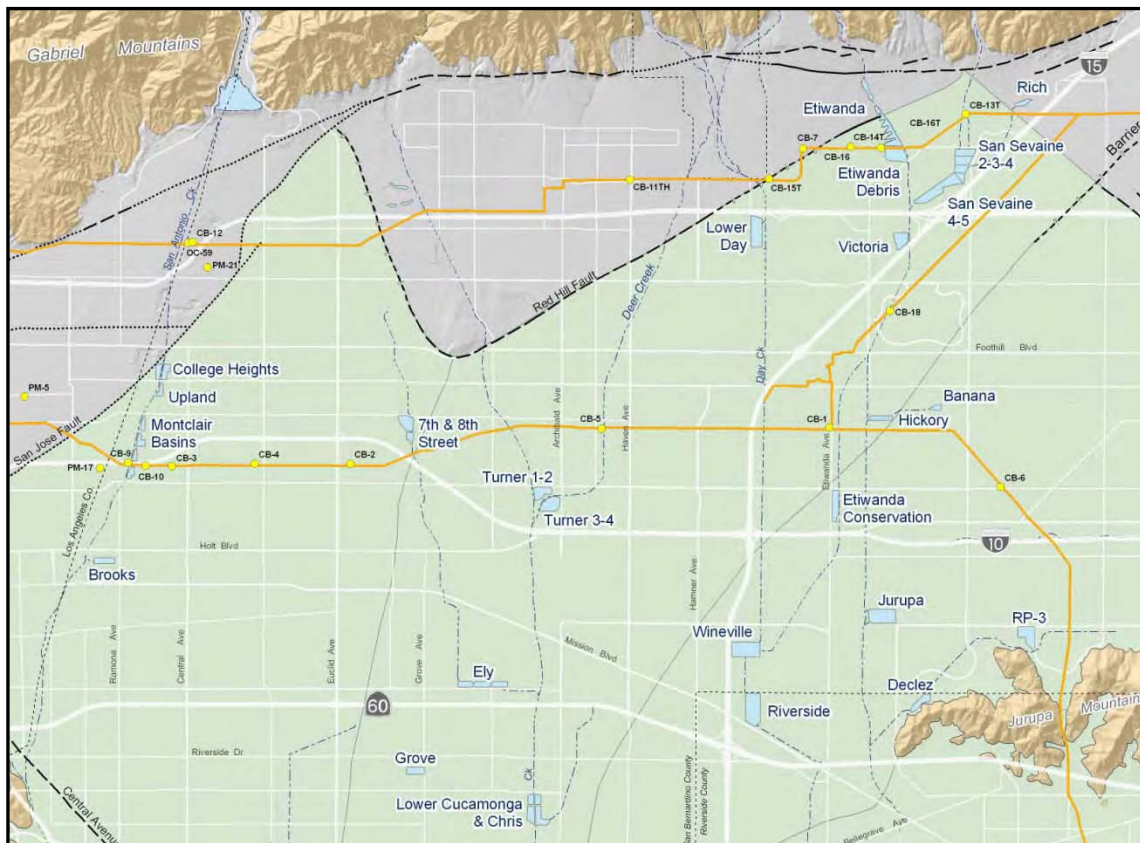 Gabriel Mountains
15
Rich
Etiwanda
CB-16T
CB-13T
CB-7
CB-14T
CB-16
San Sevaine
2-3-4
Barrier
Etiwanda
Debris
CB-11TH
CB-15T
San Sevaine
4-5
San Antonio Ck
CB-12
OC-59
PM-21
Lower
Day
Victoria
Deer Creek
Red Hill Fault
CB-18
Day Ck
Foothill Blvd
College Heights
Upland
PM-5
San Jose Fault
Montclair
Basins
7th & 8th
Street
Archibald Ave
Haven Ave
CB-5
CB-1
Etiwanda Ave
Banana
Hickory
PM-17
CB-9
CB-10
CB-3
CB-4
CB-2
CB-6
Turner 1-2
Turner 3-4
Etiwanda
Conservation
Los Angeles Co.
Holt Blvd
10
Brooks
Hamner Ave
Jurupa
RP-3
Wineville
Ramona Ave
Central Ave
Euclid Ave
Grove Ave
Mission Blvd
Ely
Declez
60
Riverside
Jurupa Mountain
Riverside Dr
Grove
Ck
Central Avenue
Lower Cucamonga
& Chris
San Bernardino County
Riverside County
Bellegrave Ave